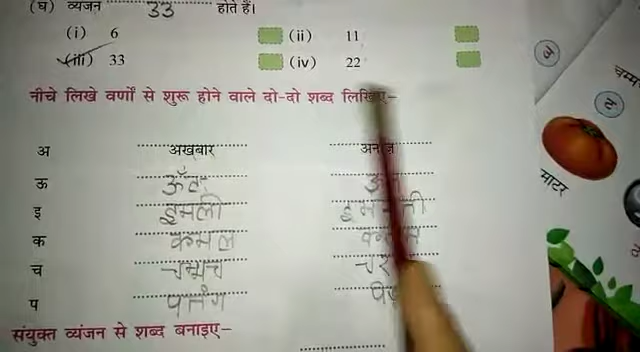 (घ) व्यंजन 33 होते हैं।
(i) 6 (ii) 11
(iii) 33 (iv) 22
नीचे लिखे वर्णों से शुरू होने वाले दो-दो शब्द लिखिए-
अ अखबार
ऊ ऊँट
इ इमली
क कमल
च चम्मच
प पतंग
संयुक्त व्यंजन से शब्द बनाइए-
ट
माटर